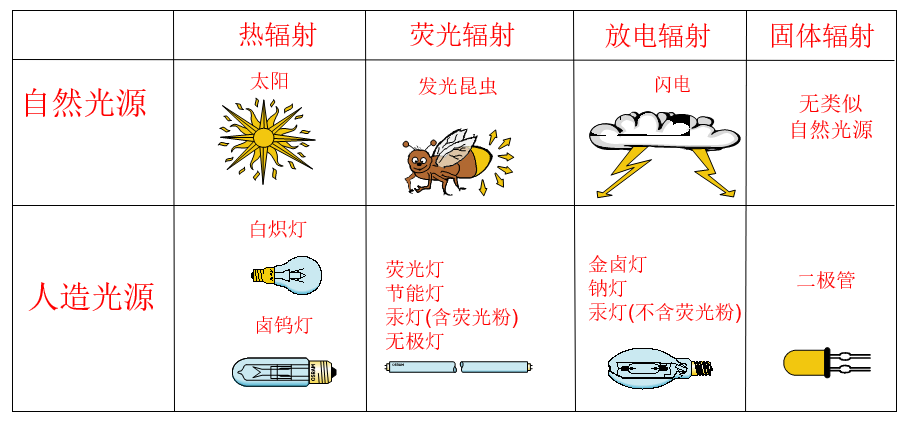 热辐射
荧光辐射
放电辐射
固体辐射
自然光源
太阳
发光昆虫
闪电
无类似
自然光源
人造光源
白炽灯
卤钨灯
OSRAM
荧光灯
节能灯
汞灯(含荧光粉)
无极灯
OSRAM
金卤灯
钠灯
汞灯(不含荧光粉)
二极管